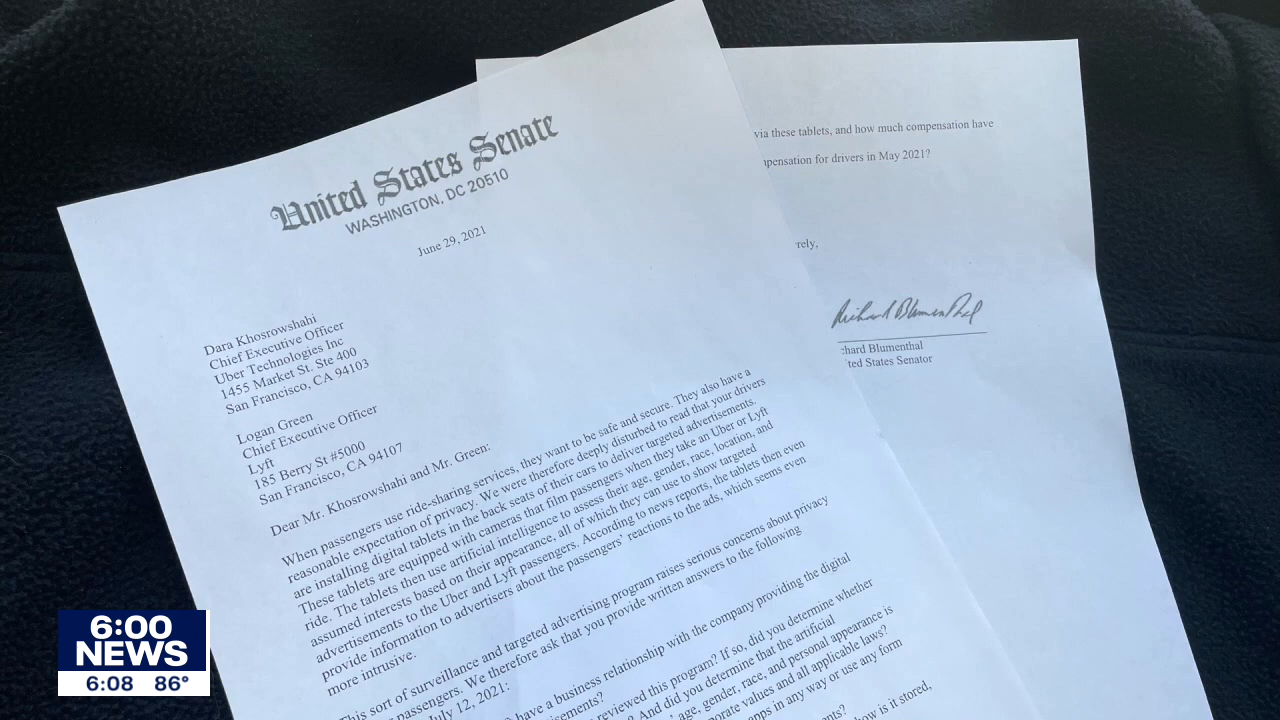 United States Senate
WASHINGTON, DC 20510
June 29, 2021
Dara Khosrowshahi
Chief Executive Officer
Uber Technologies Inc
1455 Market St. Ste 400
San Francisco, CA 94103
Logan Green
Chief Executive Officer
Lyft
185 Berry St #5000
San Francisco, CA 94107
Dear Mr. Khosrowshahi and Mr. Green:
When passengers use ride-sharing services, they want to be safe and secure. They also have a
reasonable expectation of privacy. We were therefore deeply disturbed to read that your drivers
are installing digital tablets in the back seats of their cars to deliver targeted advertisements.
These tablets are equipped with cameras that film passengers when they take an Uber or Lyft
ride. The tablets then use artificial intelligence to assess their age, gender, race, location, and
assumed interests based on their appearance, all of which they can use to show targeted
advertisements to the Uber and Lyft passengers. According to news reports, the tablets then even
provide information to advertisers about the passengers' reactions to the ads, which seems even
more intrusive.
This sort of surveillance and targeted advertising program raises serious concerns about privacy
passengers. We therefore ask that you provide written answers to the following
July 12, 2021:
have a business relationship with the company providing the digital
isements?
reviewed this program? If so, did you determine whether
? And did you determine that the artificial
age, gender, race, and personal appearance is
porate values and all applicable laws?
apps in any way or use any form
ents?
how is it stored,
via these tablets, and how much compensation have
pensation for drivers in May 2021?
rely,
Richard Blumenthal
chard Blumenthal
ted States Senator
6:00
NEWS
6:08 86°